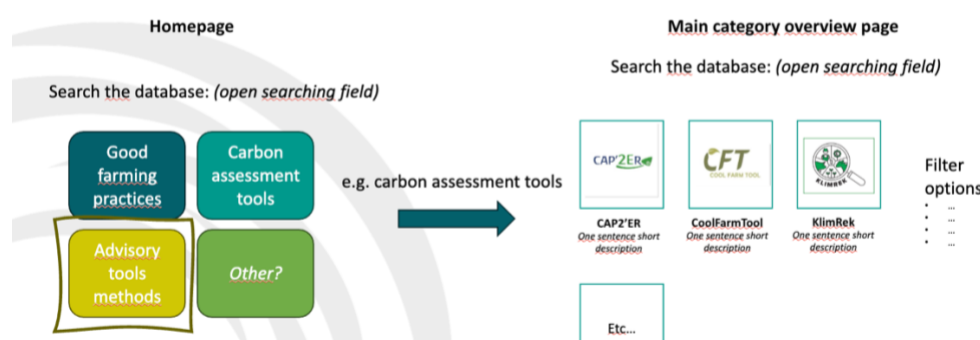 Homepage
Search the database: (open searching field)
Good
farming
practices
Carbon
assessment
tools
Advisory
tools
methods
Other?
e.g. carbon assessment tools
Main category overview page
Search the database: (open searching field)
CAP'2ER
CAP2'ER
One sentence short
description
CFT
COOL FARM TOOL
CoolFarmTool
One sentence short
description
KLIMREK
KlimRek
One sentence short
description
Etc...
Filter
options
• ...
• ...
• ...
• ...